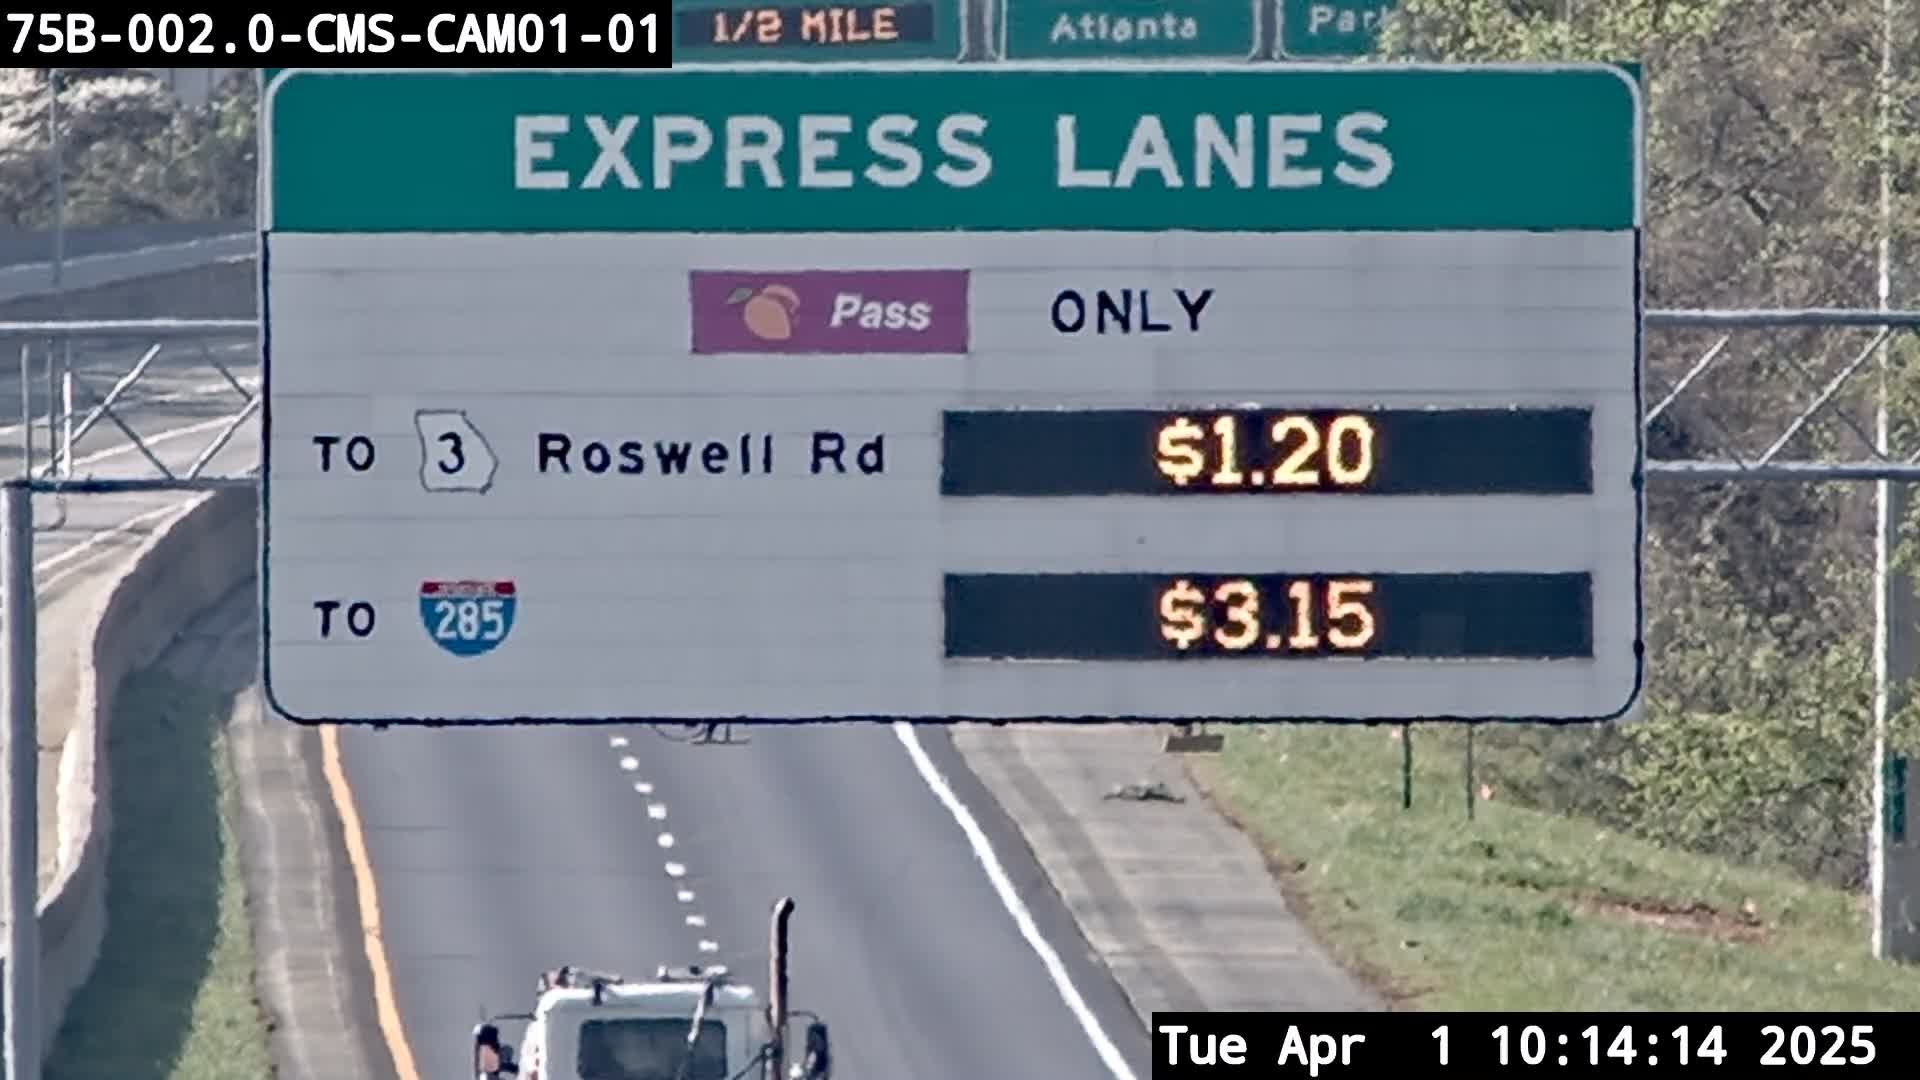 75B-002.0-CMS-CAM01-01
1/2 MILE
Atlanta
EXPRESS LANES
Pass ONLY
TO 3 Roswell Rd $1.20
TO 285 $3.15
Tue Apr 1 10:14:14 2025